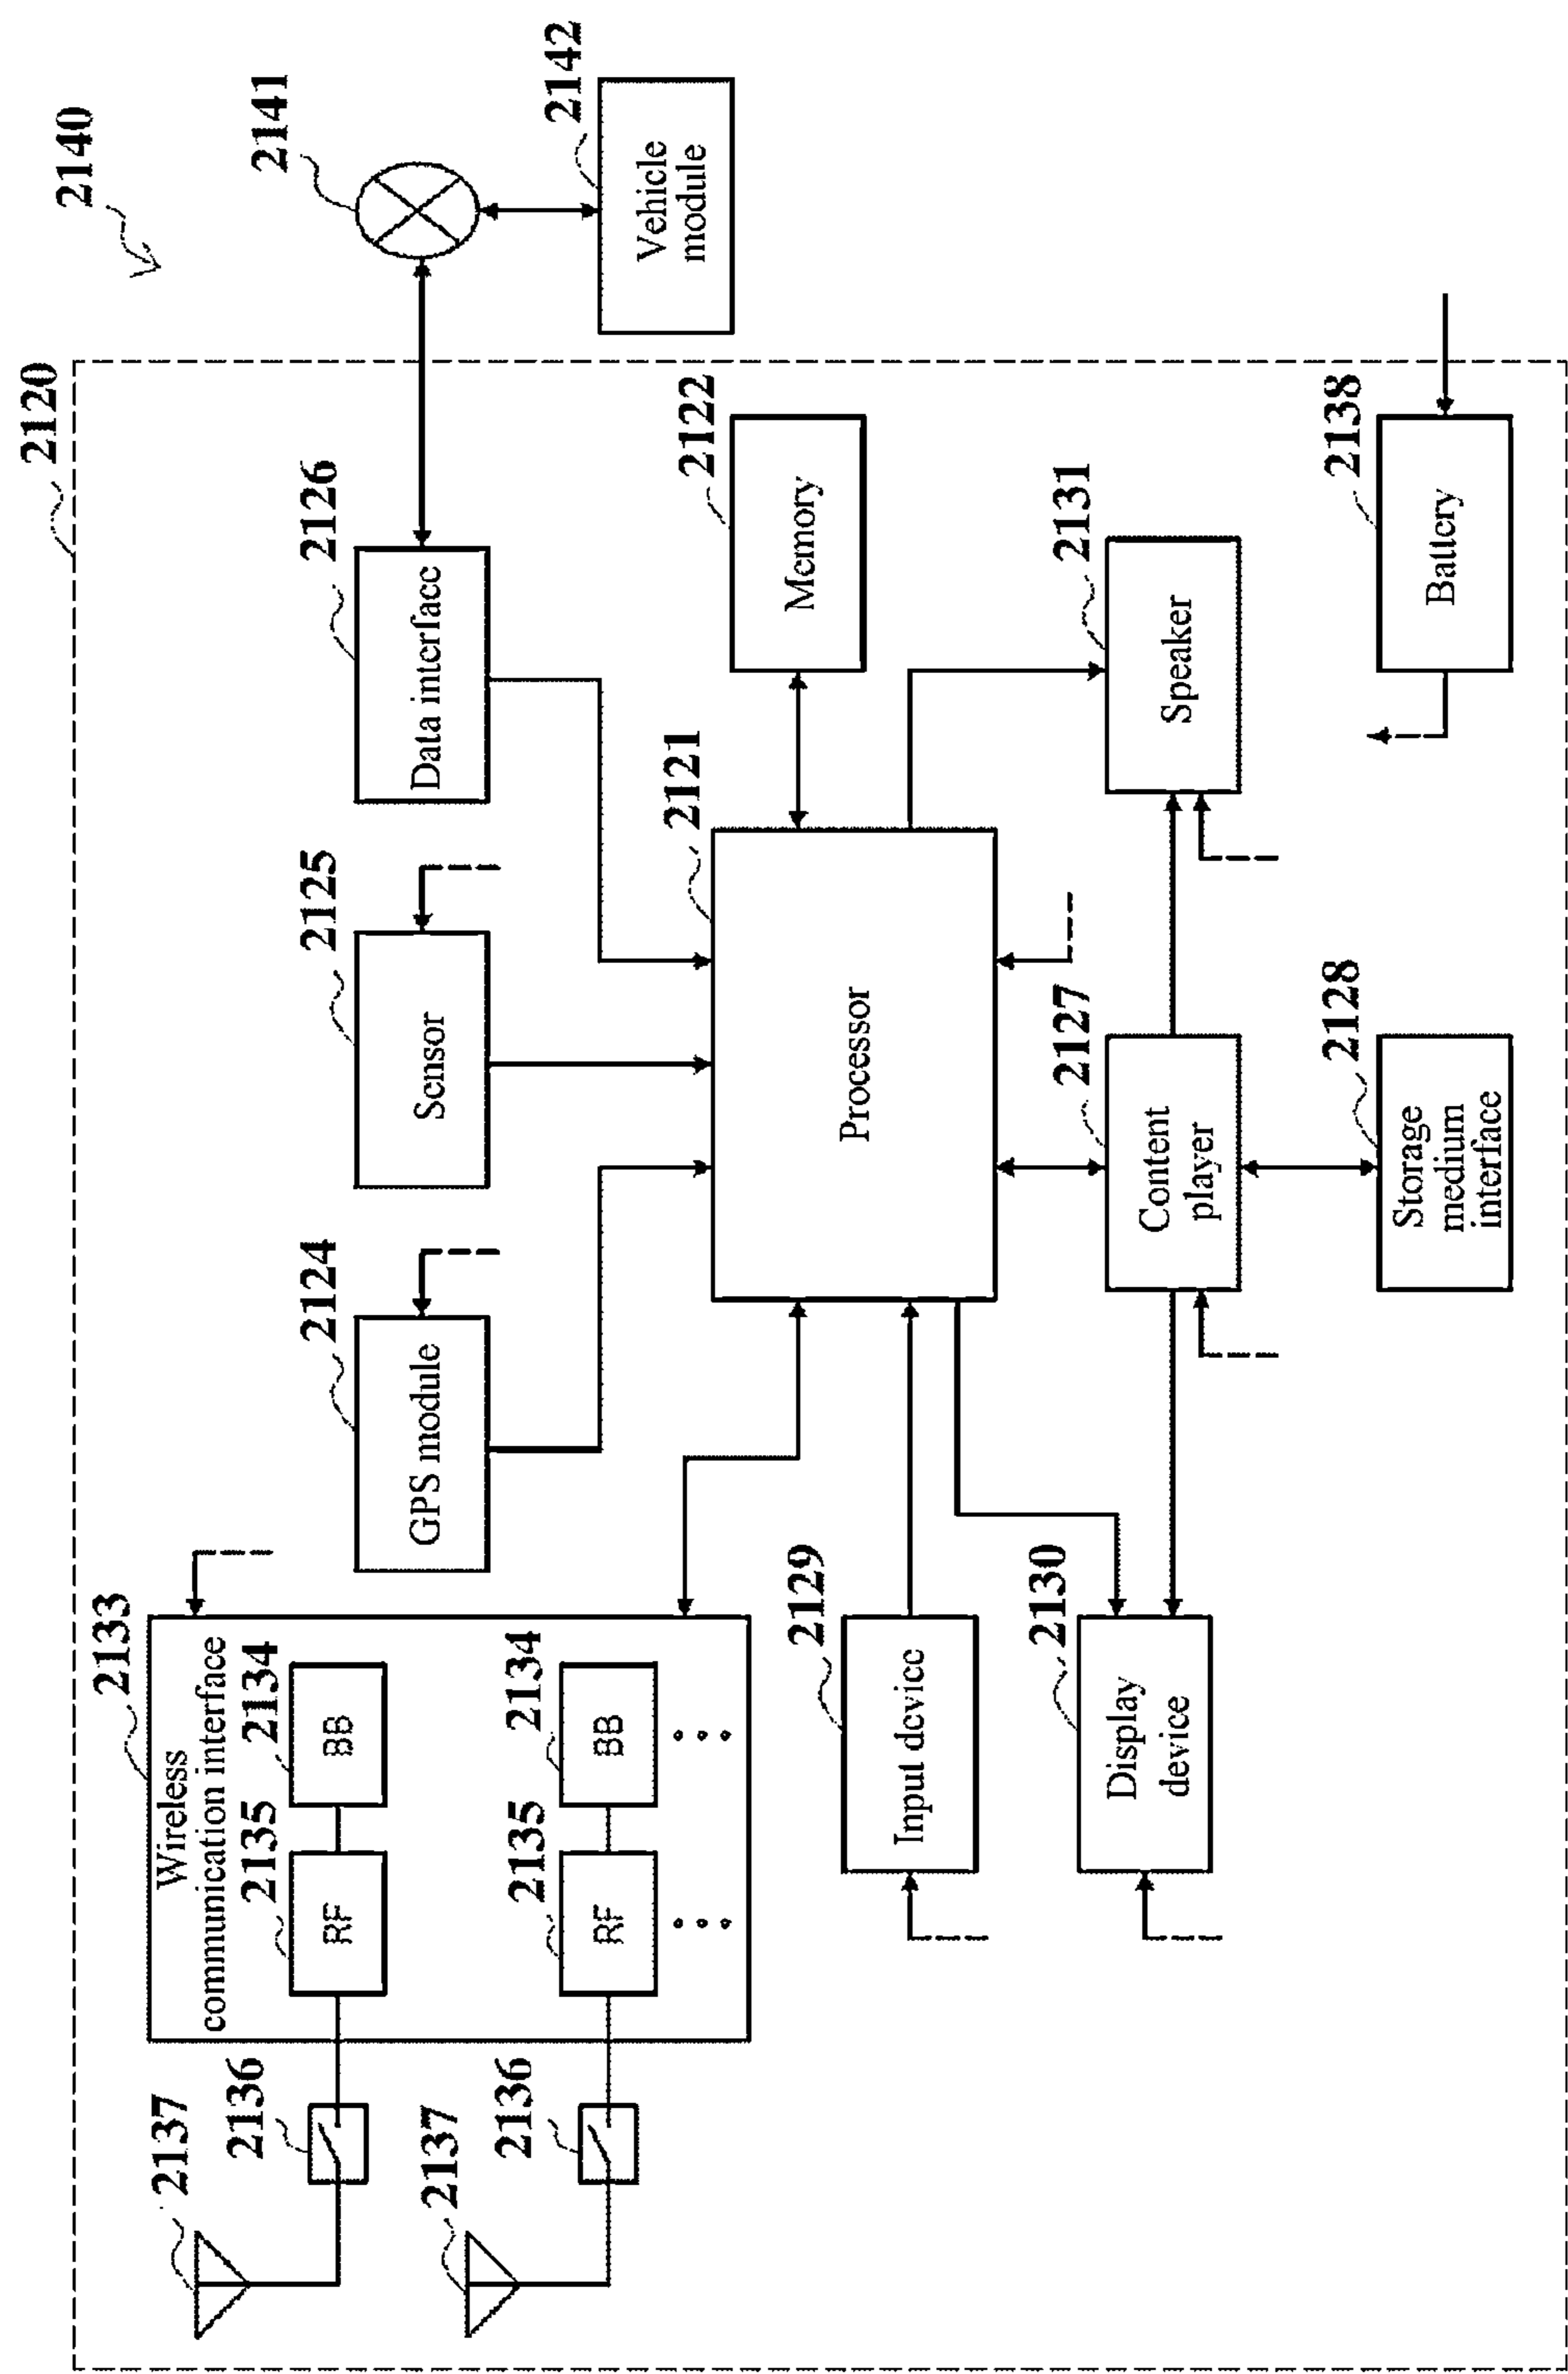 2120
2140
2133
Wireless
communication interface
2137
2136
2135
RF
2134
BB
2137
2136
2135
RF
2134
BB
2124
GPS module
2125
Sensor
2126
Data interface
2141
2142
Vehicle
module
2121
Processor
2122
Memory
2129
Input device
2130
Display
device
2127
Content
player
2131
Speaker
2128
Storage
medium
interface
2138
Battery